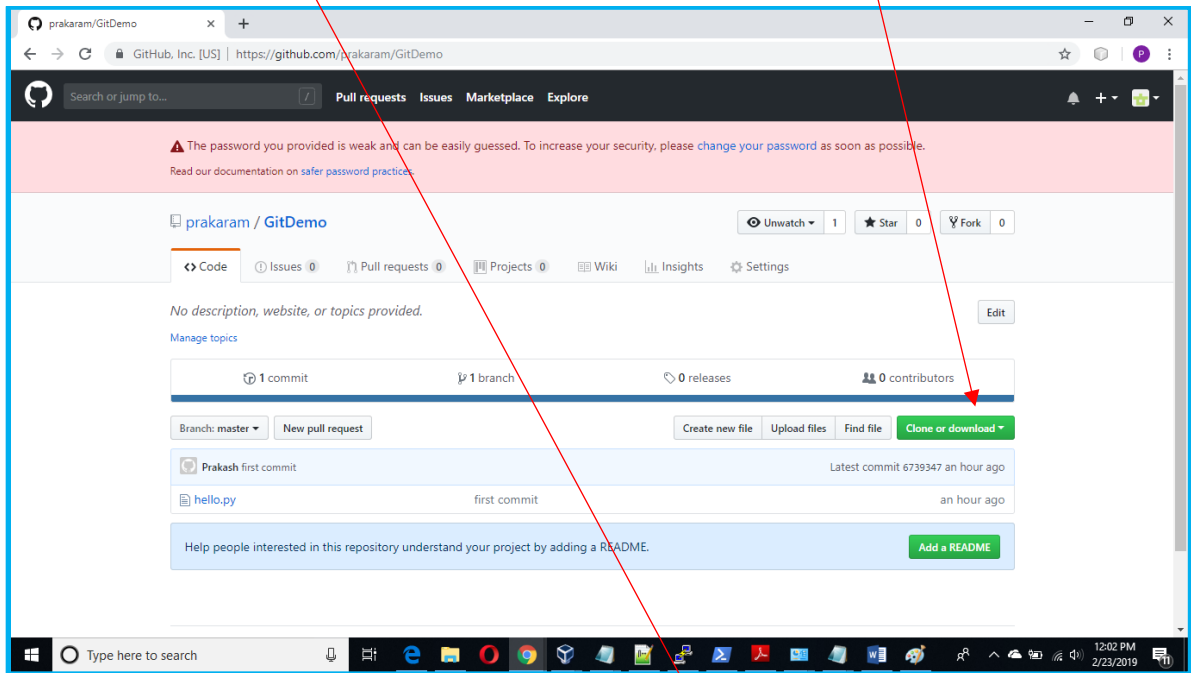 prakaram/GitDemo
GitHub, Inc. [US] | https://github.com/prakaram/GitDemo
P
Search or jump to... /
Pull requests Issues Marketplace Explore
The password you provided is weak and can be easily guessed. To increase your security, please change your password as soon as possible.
Read our documentation on safer password practices.
prakaram / GitDemo
Unwatch 1 Star 0 Fork 0
Code Issues 0 Pull requests 0 Projects 0 Wiki Insights Settings
No description, website, or topics provided.
Edit
Manage topics
1 commit 1 branch 0 releases 0 contributors
Branch: master New pull request Create new file Upload files Find file Clone or download
Prakash first commit Latest commit 6739347 an hour ago
hello.py first commit an hour ago
Help people interested in this repository understand your project by adding a README. Add a README
Type here to search
12:02 PM
2/23/2019
11